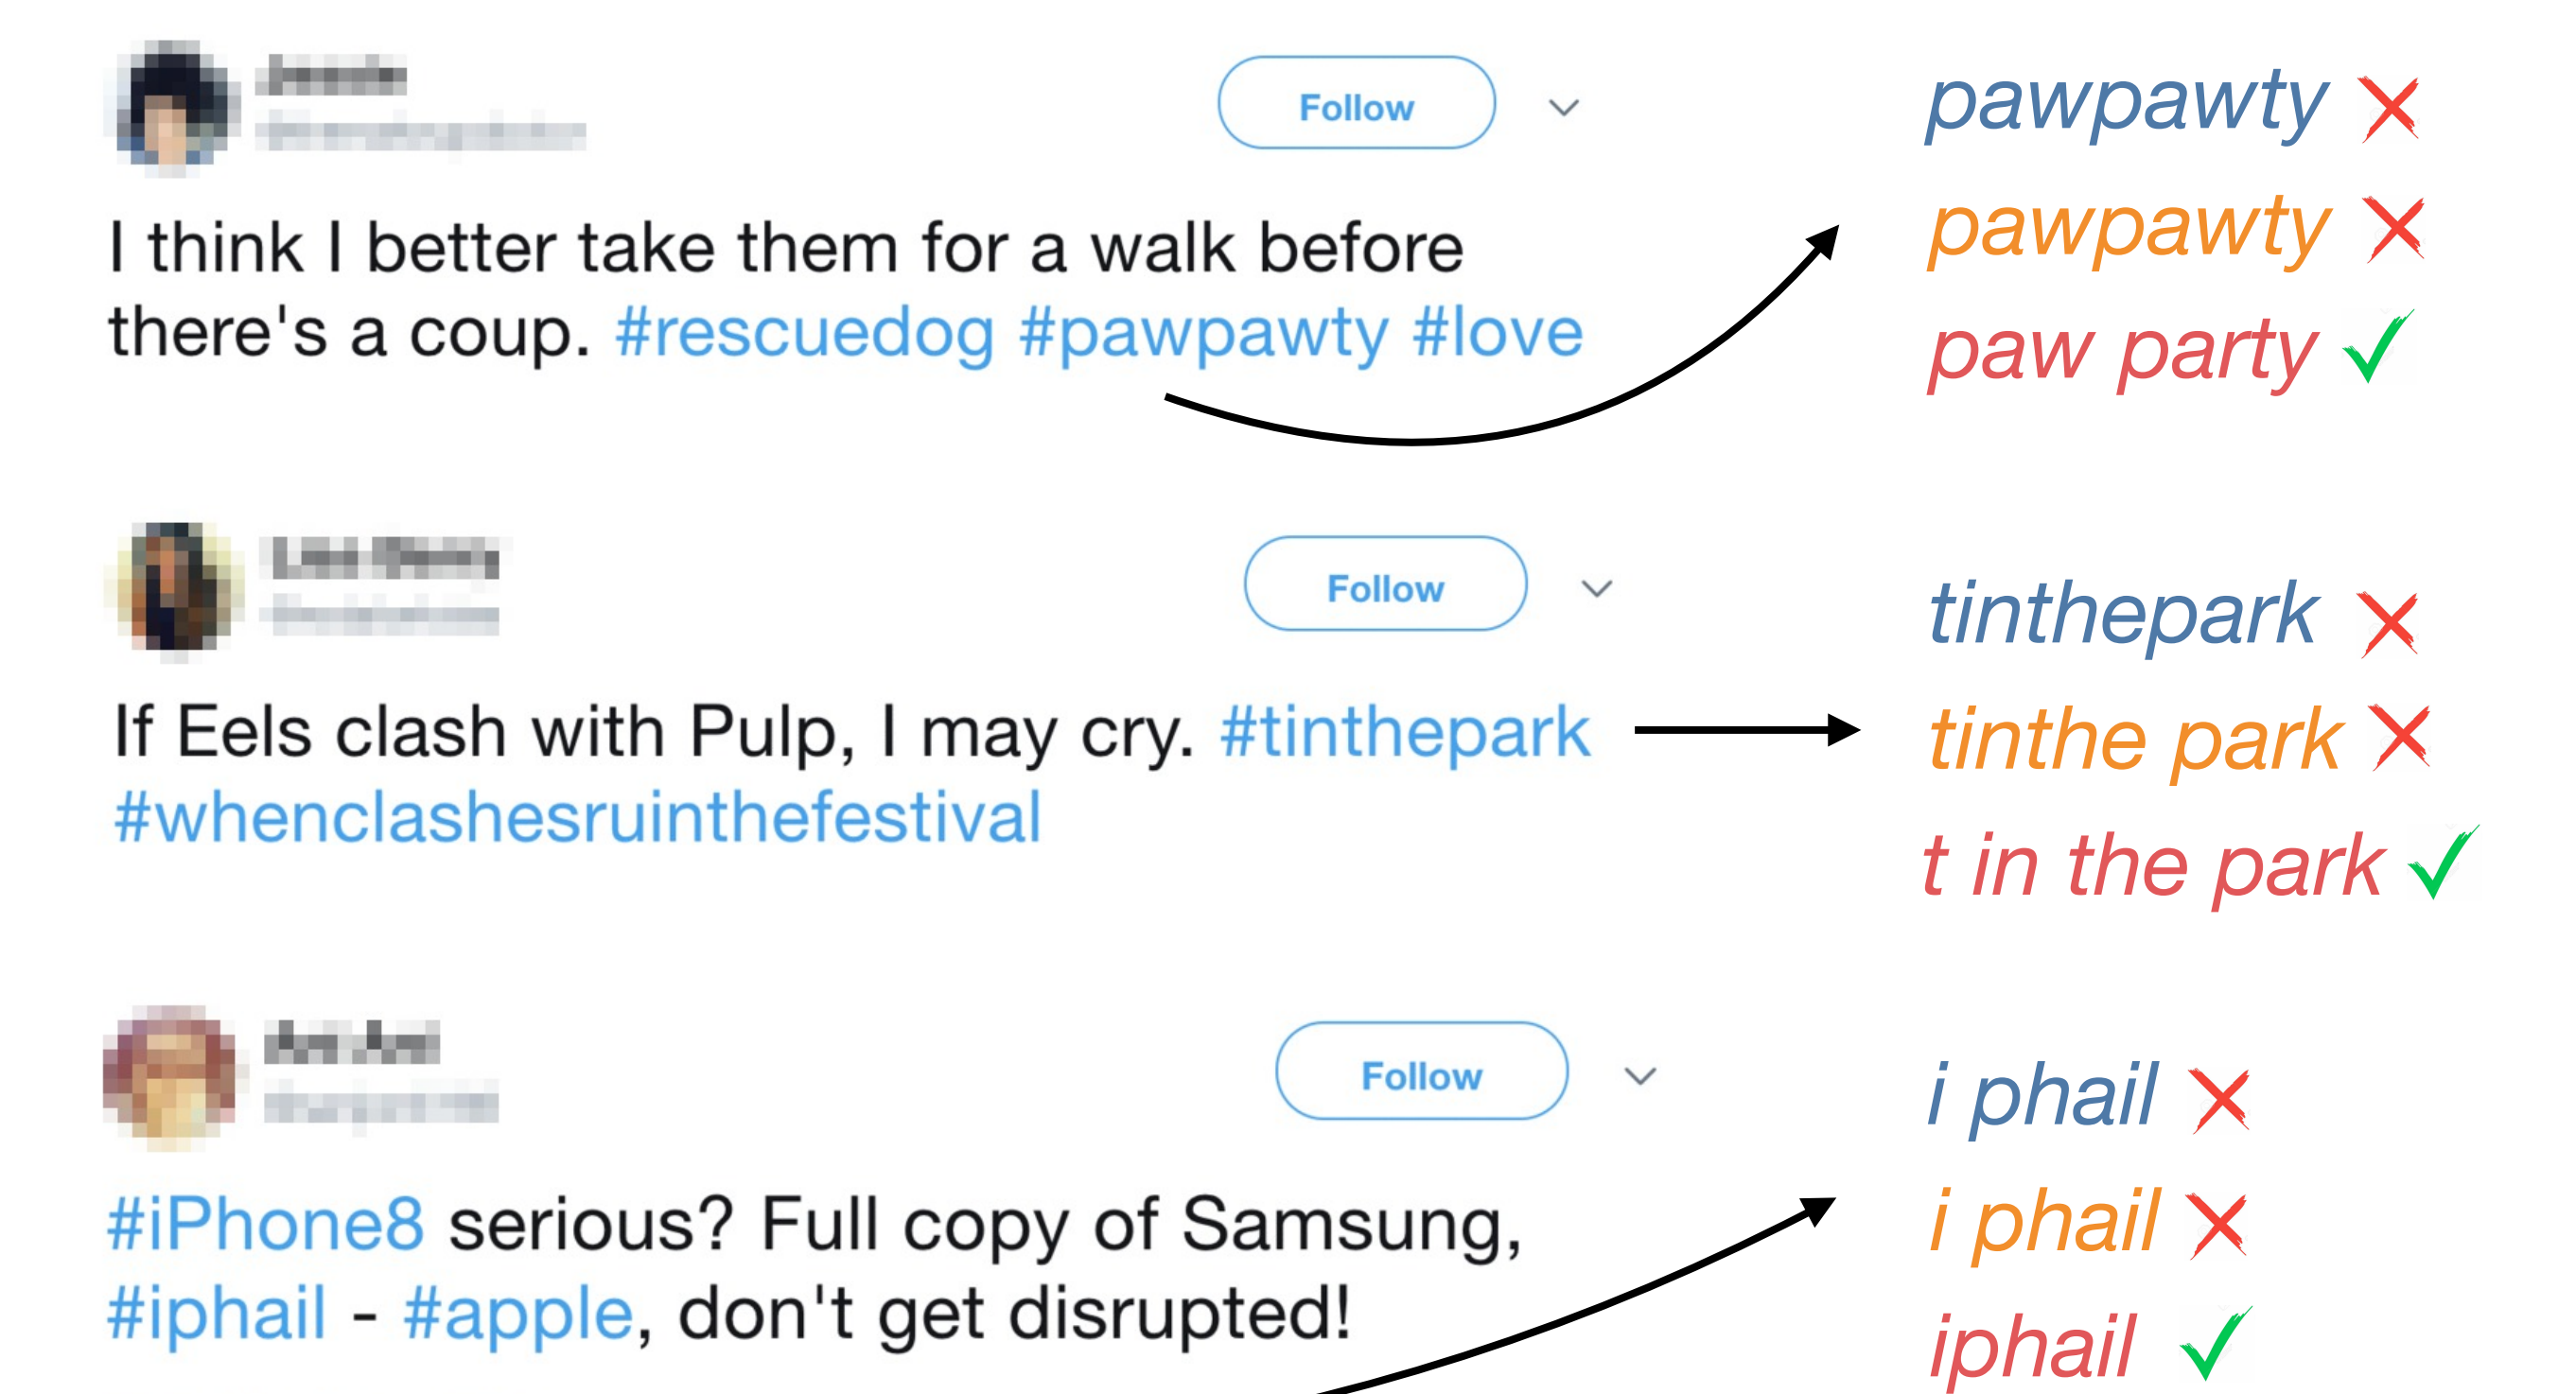 Follow
I think I better take them for a walk before
there's a coup. #rescuedog #pawpawty #love
pawpawty
pawpawty
paw party
Follow
If Eels clash with Pulp, I may cry. #tinthepark
#whenclashesruinthefestival
tinthepark
tinthe park
t in the park
Follow
#iPhone8 serious? Full copy of Samsung,
#iphail - #apple, don't get disrupted!
i phail
i phail
iphail